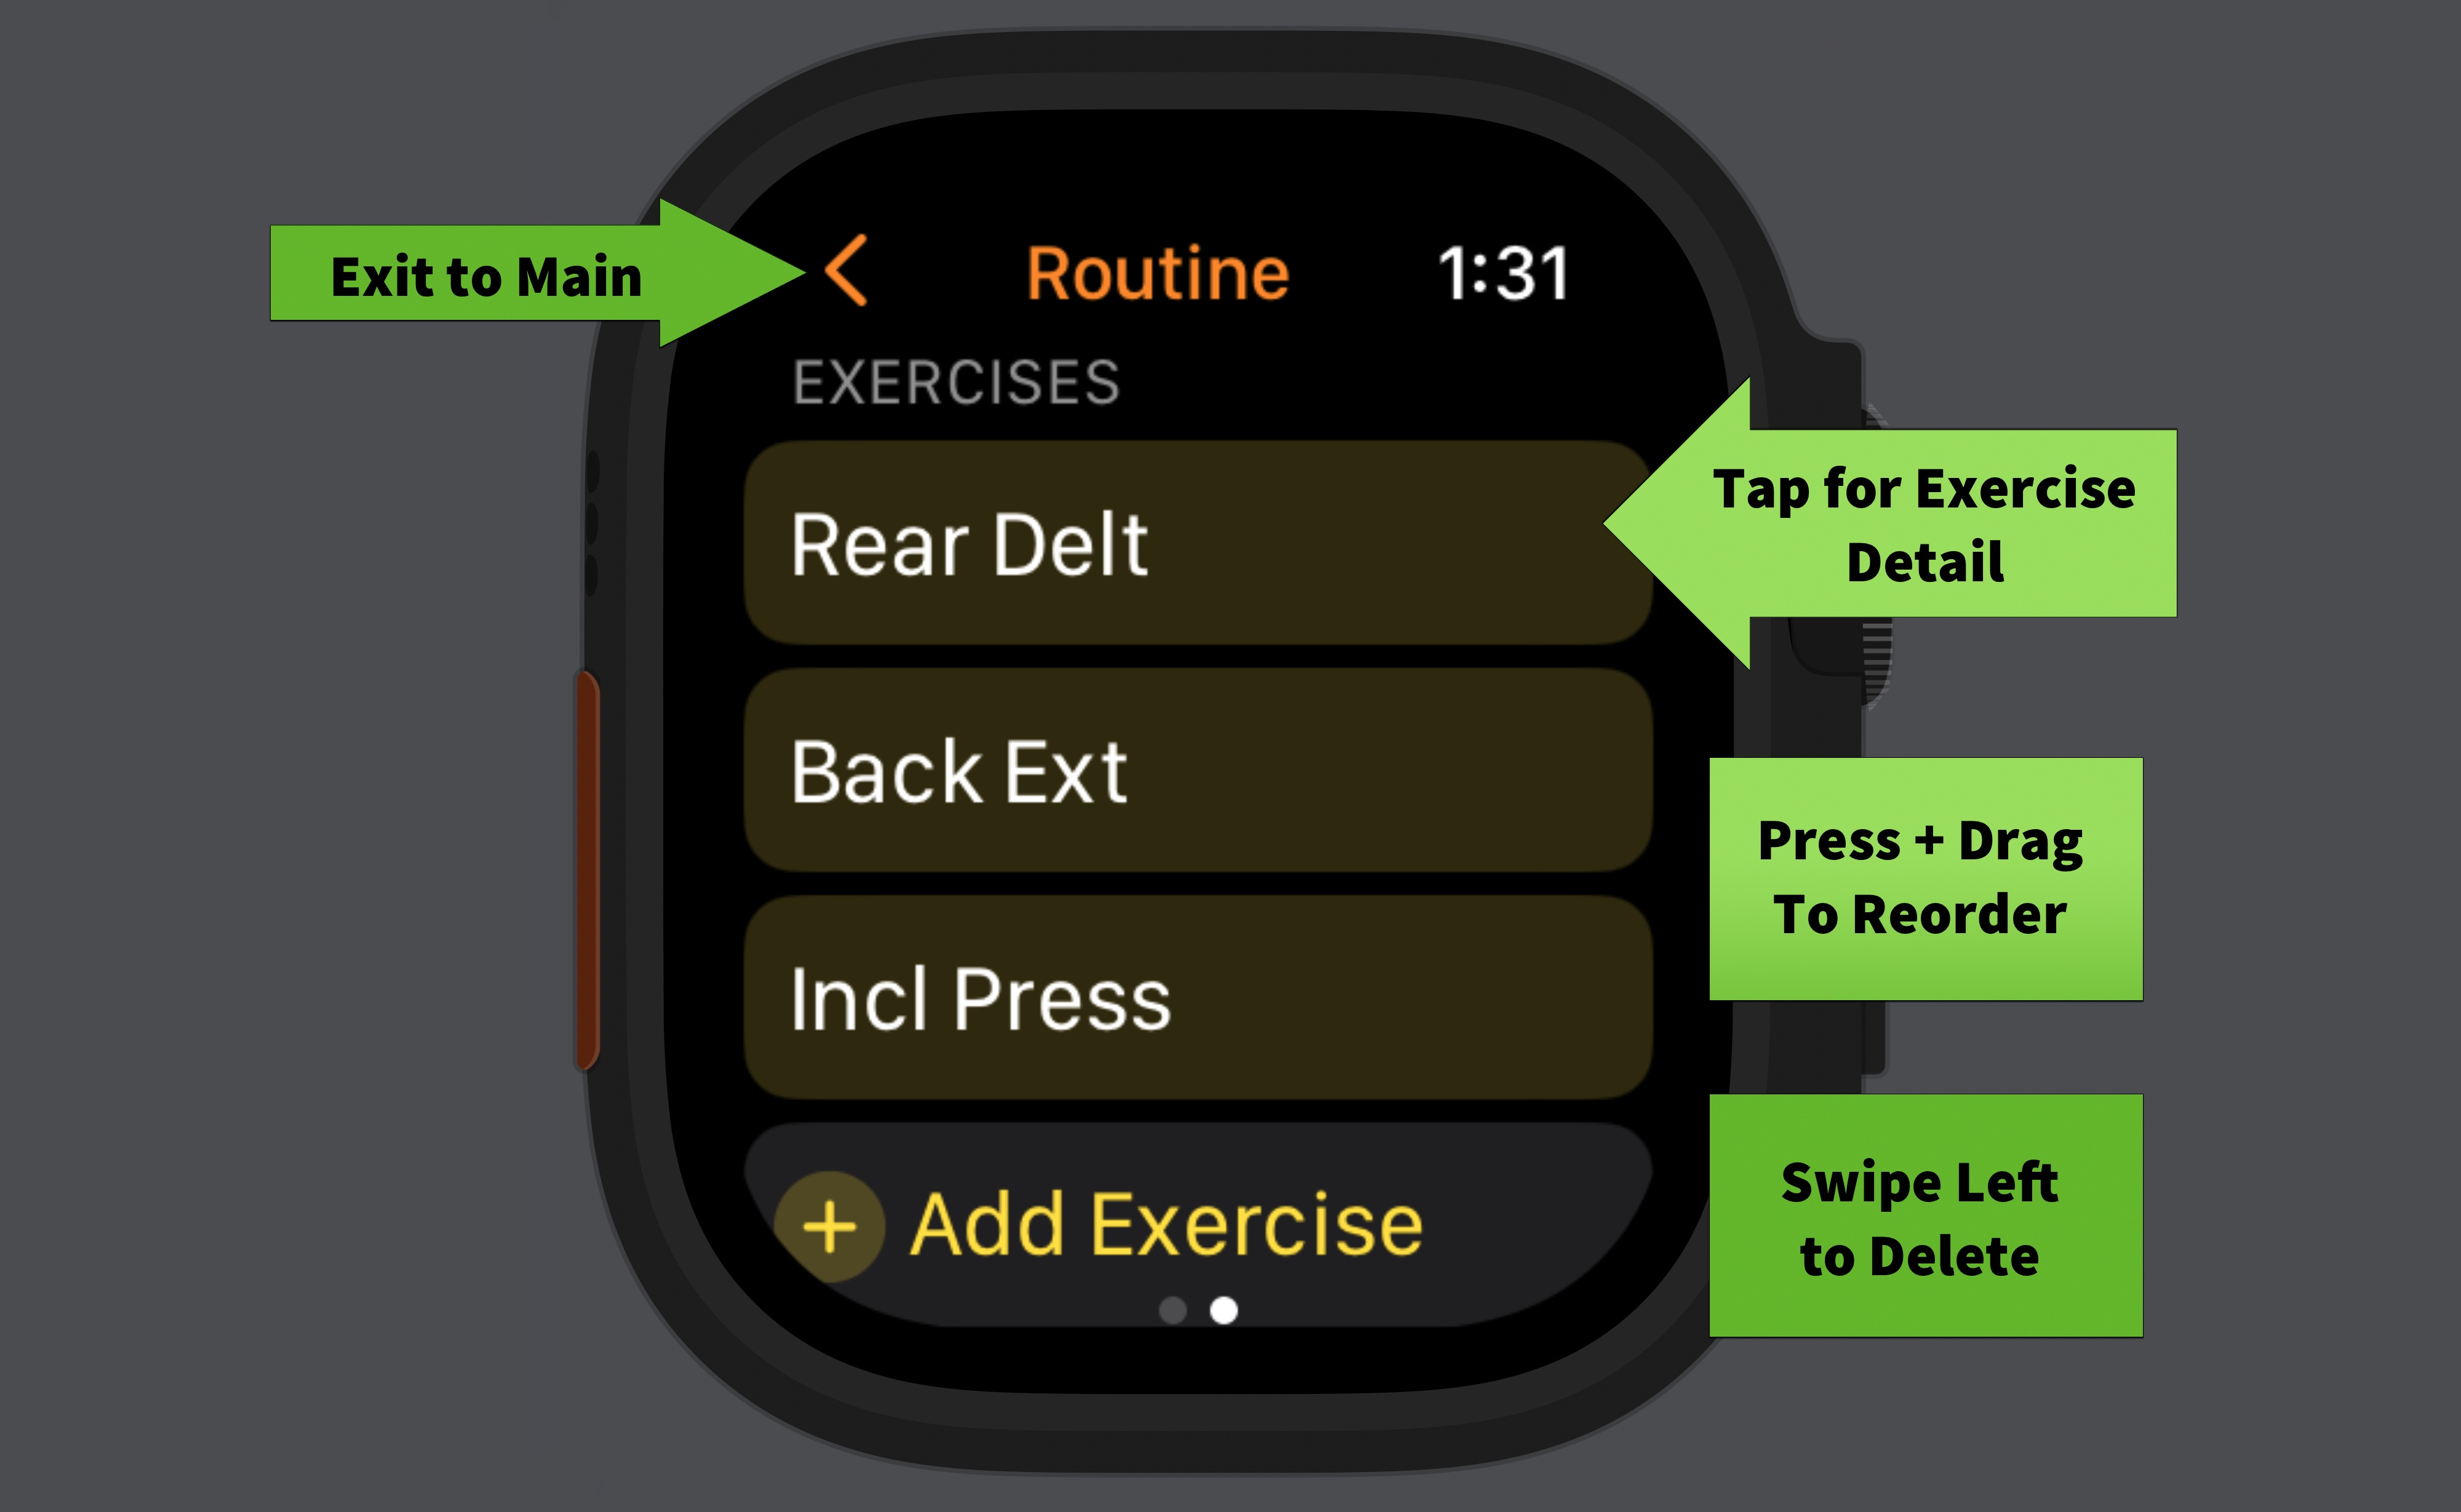 Exit to Main
Routine
1:31
EXERCISES
Rear Delt
Tap for Exercise
Detail
Back Ext
Press + Drag
To Reorder
Incl Press
Swipe Left
to Delete
+ Add Exercise